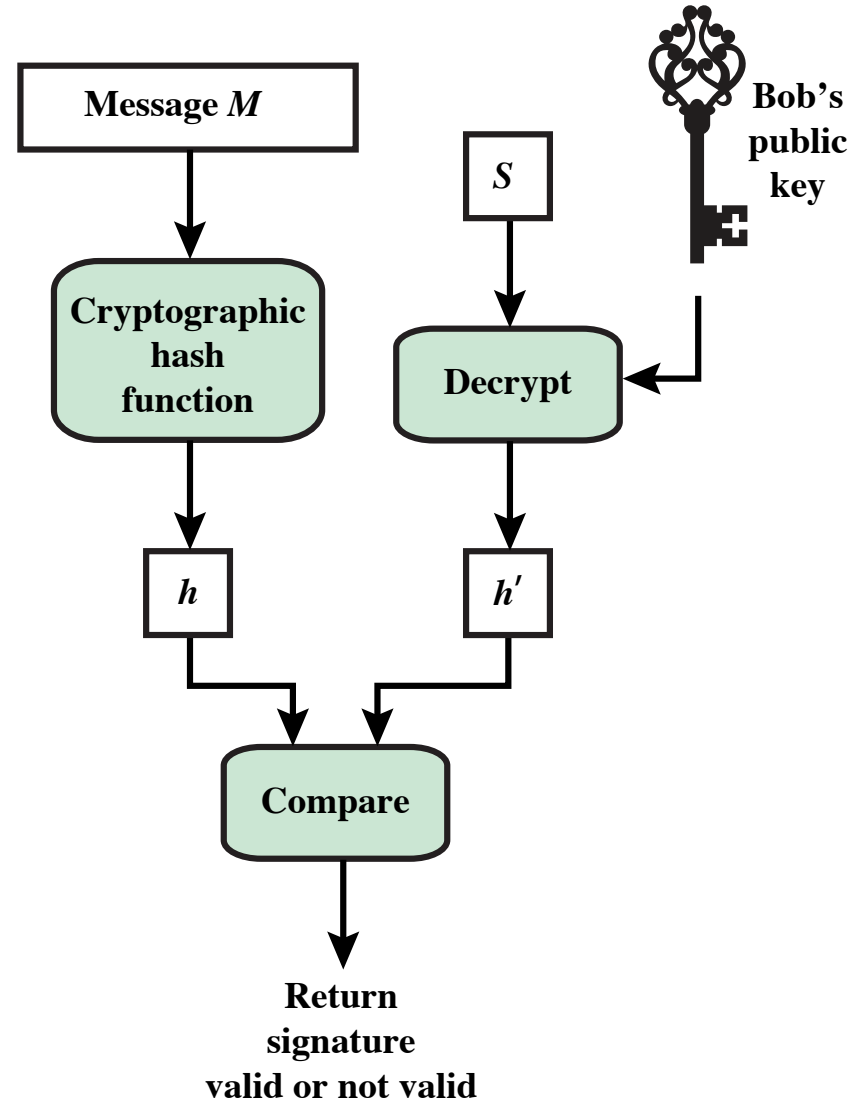 Message M
Bob's
public
key
S
Cryptographic
hash
function
Decrypt
h
h′
Compare
Return
signature
valid or not valid